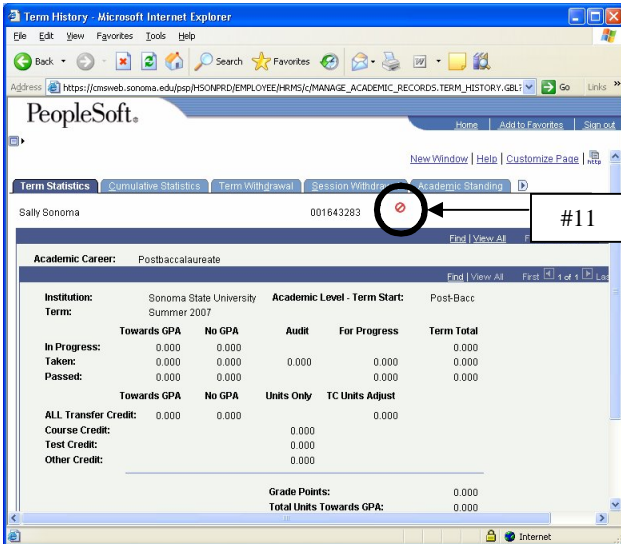 Term History - Microsoft Internet Explorer
File Edit View Favorites Tools Help
Back Search Favorites
Address https://cmsweb.sonoma.edu/psp/HSONPRD/EMPLOYEE/HRMS/c/MANAGE_ACADEMIC_RECORDS.TERM_HISTORY.GBL? Go Links »
PeopleSoft.
Home Add to Favorites Sign out
New Window | Help | Customize Page | http
Term Statistics Cumulative Statistics Term Withdrawal Session Withdrawal Academic Standing
Sally Sonoma 001643283
#11
Find | View All
Academic Career: Postbaccalaureate
Find | View All First 1 of 1 Las
Institution: Sonoma State University Academic Level - Term Start: Post-Bacc
Term: Summer 2007
Towards GPA No GPA Audit For Progress Term Total
In Progress: 0.000 0.000 0.000
Taken: 0.000 0.000 0.000 0.000 0.000
Passed: 0.000 0.000 0.000 0.000
Towards GPA No GPA Units Only TC Units Adjust
ALL Transfer Credit: 0.000 0.000 0.000
Course Credit: 0.000
Test Credit: 0.000
Other Credit: 0.000
Grade Points: 0.000
Total Units Towards GPA: 0.000
Internet